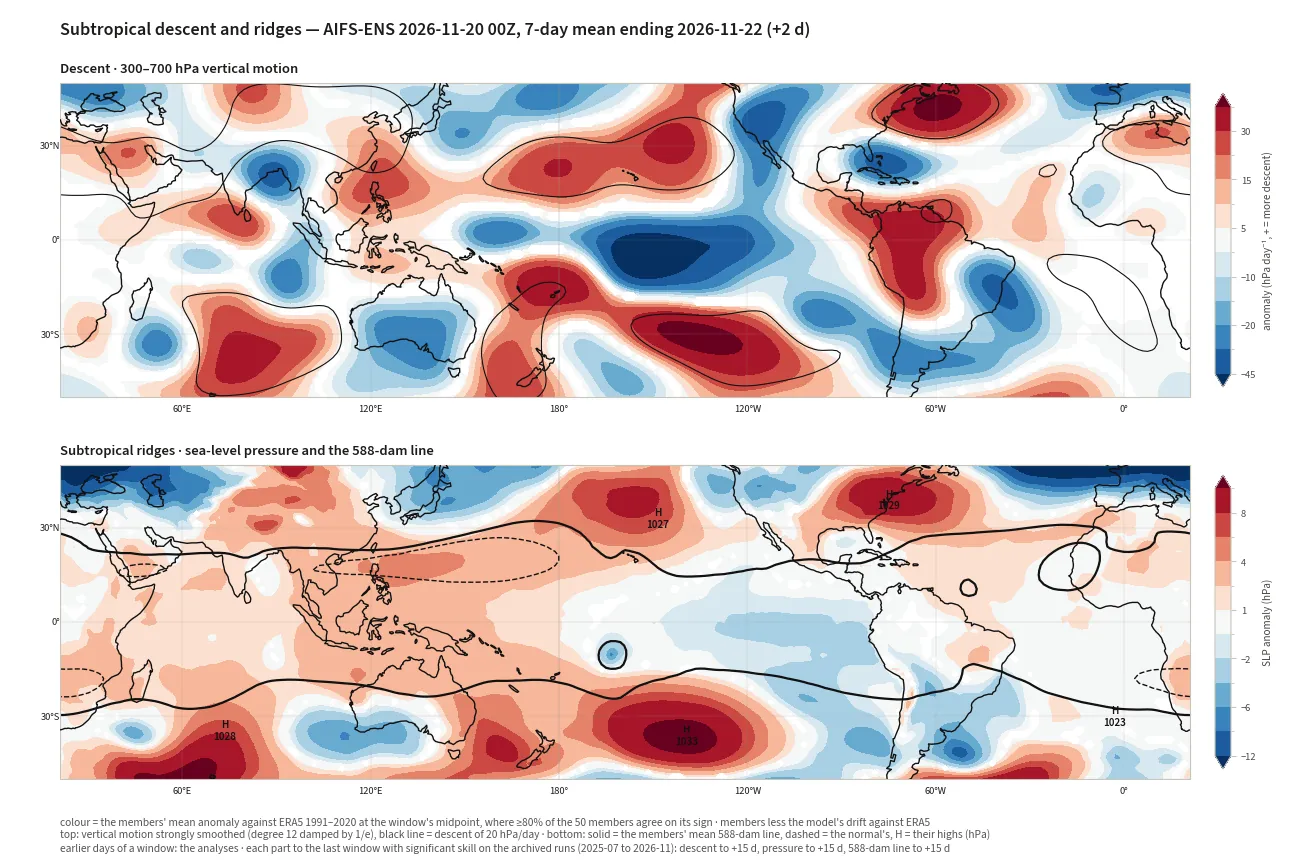 Subtropical descent and ridges — AIFS-ENS 2026-11-20 00Z, 7-day mean ending 2026-11-22 (+2 d)
Descent · 300–700 hPa vertical motion
30°N
0°
30°S
60°E
120°E
180°
120°W
60°W
0°
30
15
5
−10
−20
−45
anomaly (hPa day⁻¹, + = more descent)
Subtropical ridges · sea-level pressure and the 588-dam line
30°N
0°
30°S
H
1027
H
1029
H
1028
H
1033
H
1023
60°E
120°E
180°
120°W
60°W
0°
8
4
1
−2
−6
−12
SLP anomaly (hPa)
colour = the members' mean anomaly against ERA5 1991–2020 at the window's midpoint, where ≥80% of the 50 members agree on its sign · members less the model's drift against ERA5
top: vertical motion strongly smoothed (degree 12 damped by 1/e), black line = descent of 20 hPa/day · bottom: solid = the members' mean 588-dam line, dashed = the normal's, H = their highs (hPa)
earlier days of a window: the analyses · each part to the last window with significant skill on the archived runs (2025-07 to 2026-11): descent to +15 d, pressure to +15 d, 588-dam line to +15 d